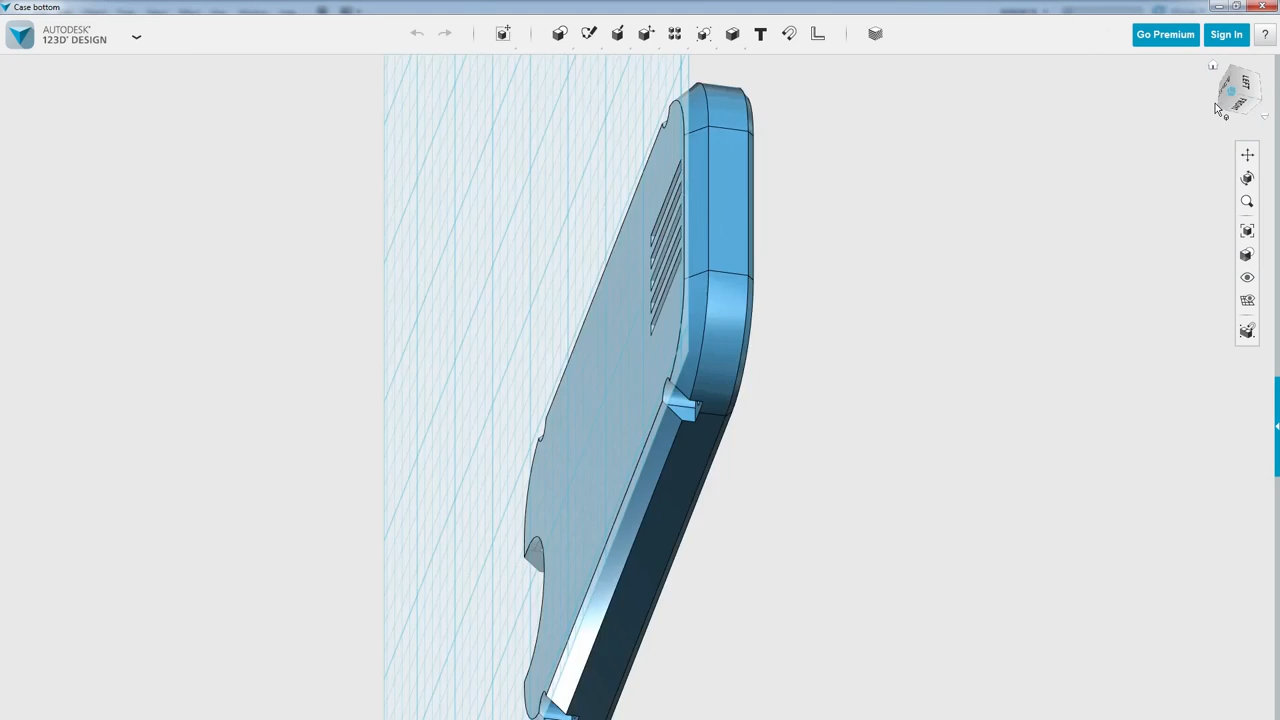 Case bottom
AUTODESK®
123D® DESIGN
T
Go Premium
Sign In
?
LEFT